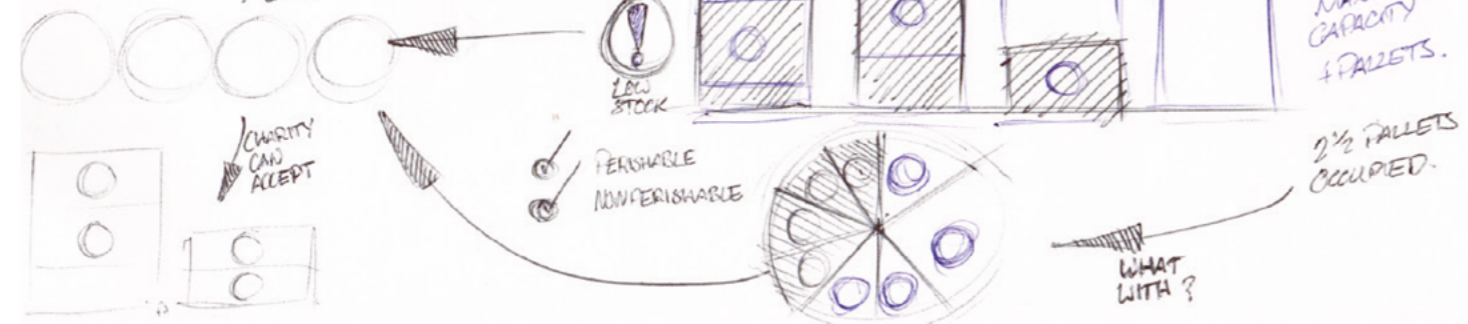 CAPACITY
4 PALLETS.
LOW
STOCK
CHARITY
CAN
ACCEPT
PERISHABLE
NONPERISHABLE
2½ PALLETS
OCCUPIED.
WHAT
WITH?